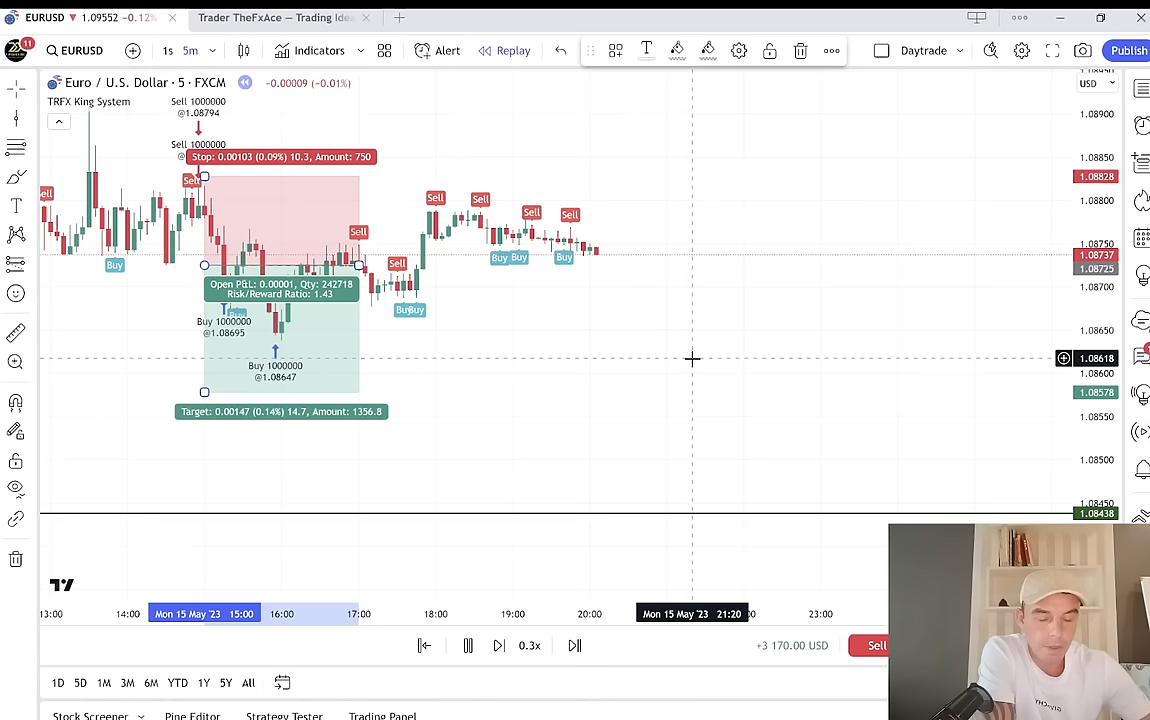 EURUSD ▼ 1.09552 −0.12%
Trader TheFxAce — Trading Idea
11
EURUSD
1s 5m
Indicators
Alert
Replay
Daytrade
Publish
Euro / U.S. Dollar · 5 · FXCM
-0.00009 (−0.01%)
USD
TRFX King System
Sell 1000000
@1.08794
Sell 1000000
@
Stop: 0.00103 (0.09%) 10.3, Amount: 750
Sell
Sell
Sell
Sell
Sell
Sell
Sell
Sell
Buy
Buy
Buy
Buy
Buy
Buy
Buy
Open P&L: 0.00001, Qty: 242718
Risk/Reward Ratio: 1.43
Buy 1000000
@1.08695
Buy 1000000
@1.08647
Target: 0.00147 (0.14%) 14.7, Amount: 1356.8
1.08900
1.08850
1.08828
1.08800
1.08750
1.08737
1.08725
1.08700
1.08650
1.08618
1.08600
1.08578
1.08550
1.08500
1.08450
1.08438
13:00
14:00
Mon 15 May '23 15:00
16:00
17:00
18:00
19:00
20:00
Mon 15 May '23 21:20
23:00
0.3x
+3 170.00 USD
Sell
1D 5D 1M 3M 6M YTD 1Y 5Y All
Stock Screener
Pine Editor
Strategy Tester
Trading Panel
GIVENCHY